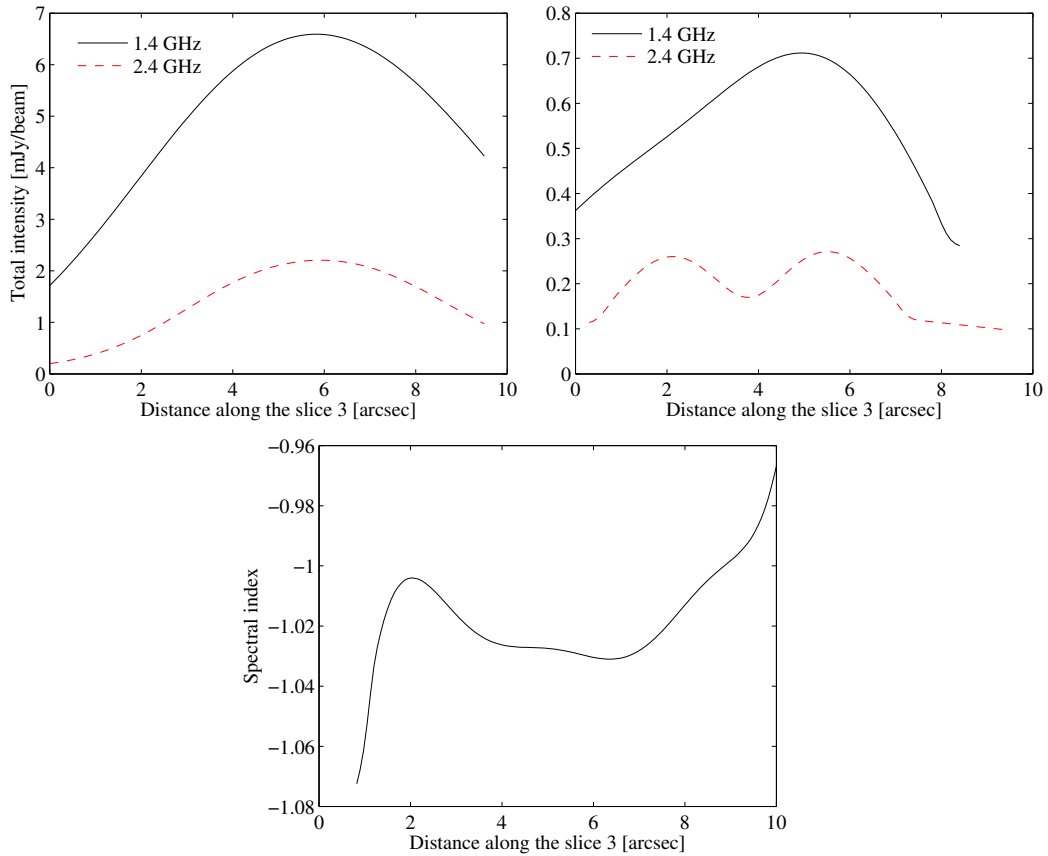 7
6
5
4
3
2
1
0
Total intensity [mJy/beam]
1.4 GHz
2.4 GHz
0 2 4 6 8 10
Distance along the slice 3 [arcsec]
0.8
0.7
0.6
0.5
0.4
0.3
0.2
0.1
0
1.4 GHz
2.4 GHz
0 2 4 6 8 10
Distance along the slice 3 [arcsec]
−0.96
−0.98
−1
−1.02
−1.04
−1.06
−1.08
Spectral index
0 2 4 6 8 10
Distance along the slice 3 [arcsec]